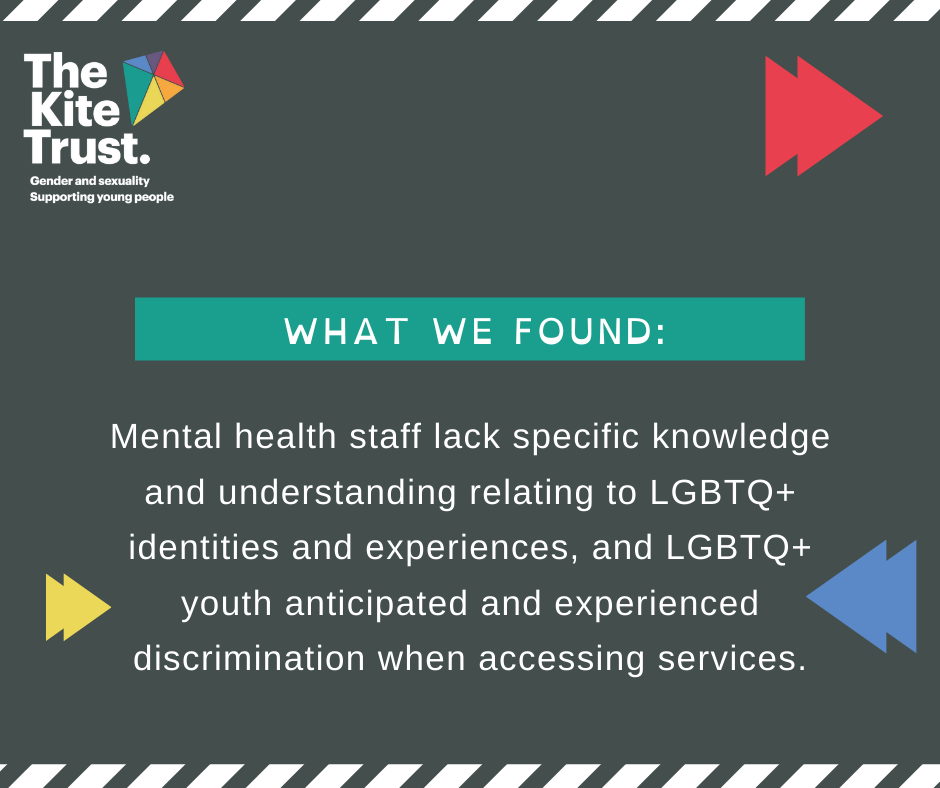 The
Kite
Trust.
Gender and sexuality
Supporting young people
WHAT WE FOUND:
Mental health staff lack specific knowledge
and understanding relating to LGBTQ+
identities and experiences, and LGBTQ+
youth anticipated and experienced
discrimination when accessing services.